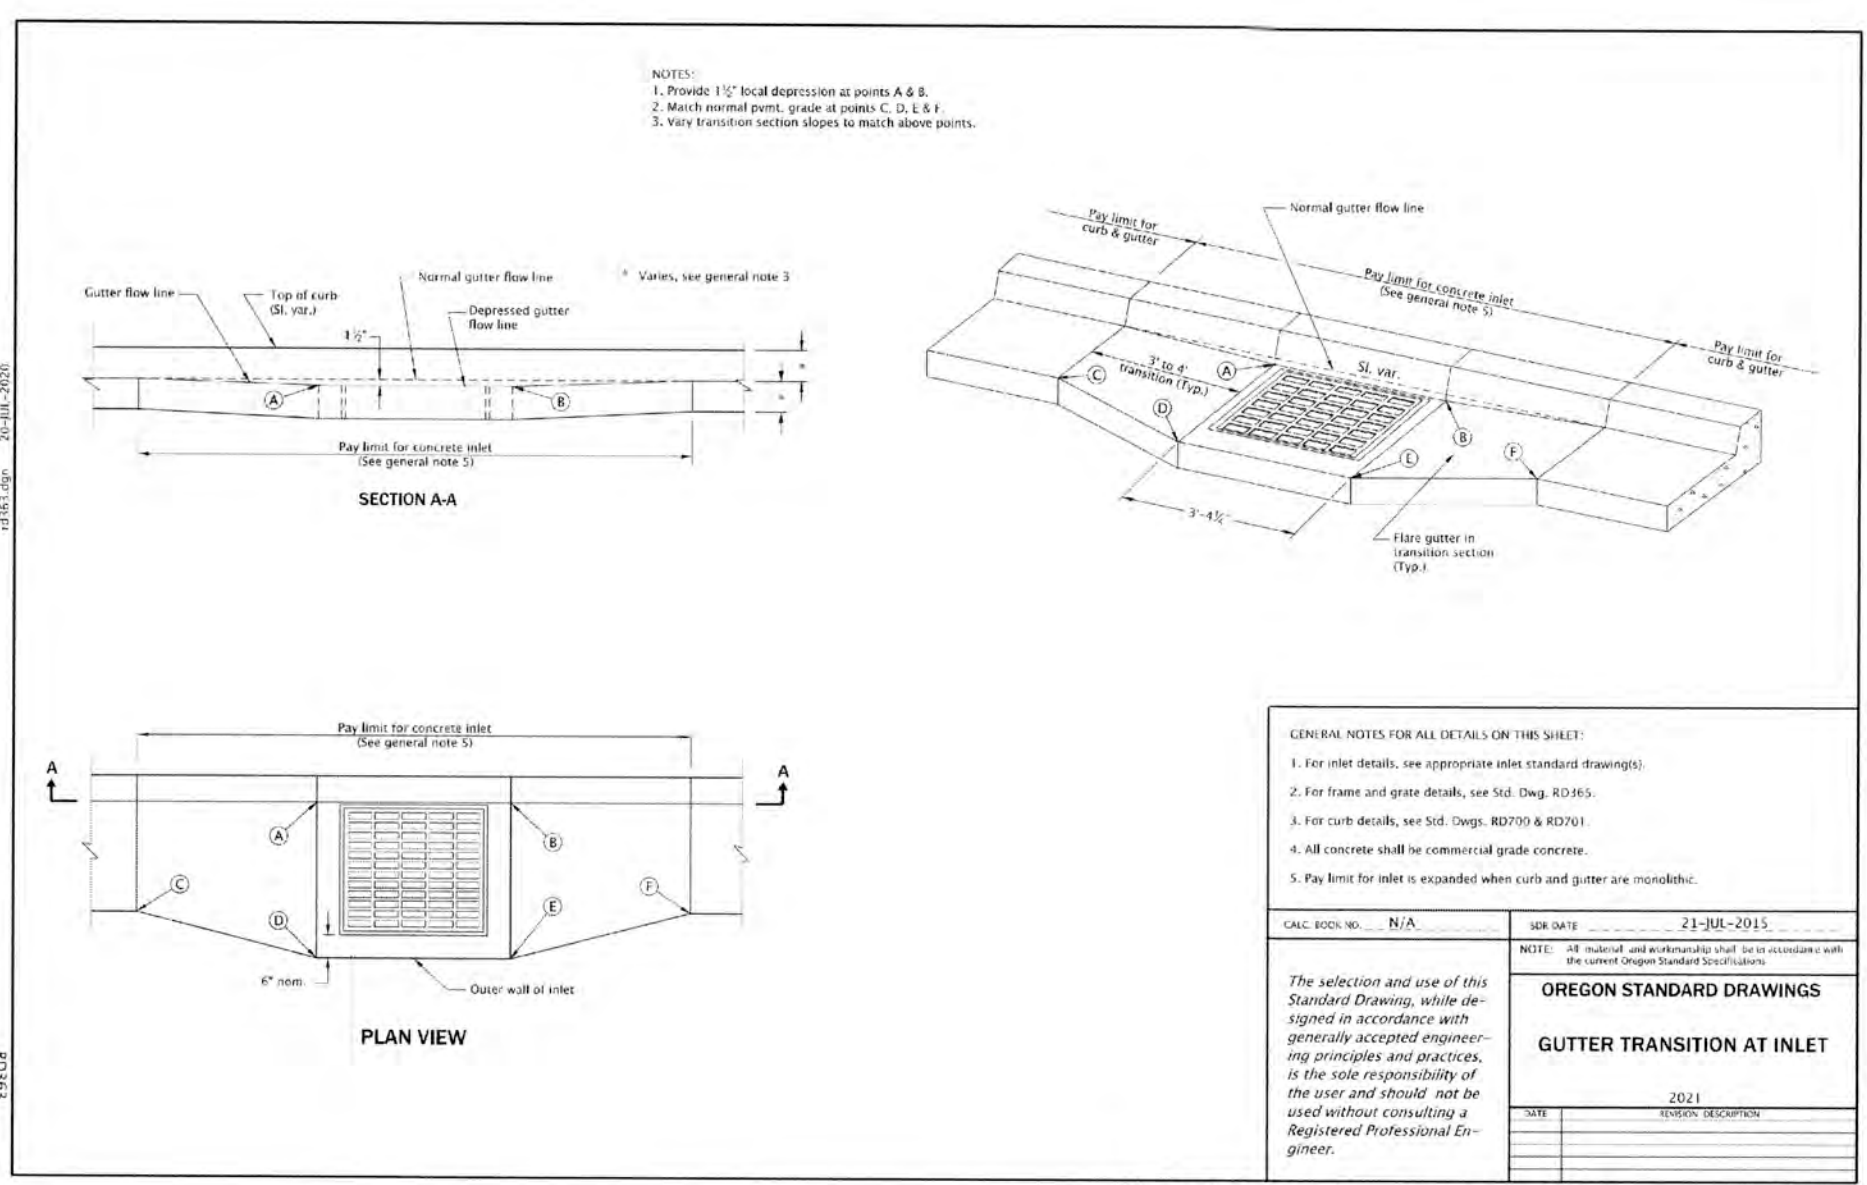 NOTES:
1. Provide 1½" local depression at points A & B.
2. Match normal pvmt. grade at points C, D, E & F.
3. Vary transition section slopes to match above points.
Gutter flow line
Top of curb
(Sl. var.)
Normal gutter flow line
* Varies, see general note 3
Depressed gutter
flow line
1½"
*
*
A
B
Pay limit for concrete inlet
(See general note 5)
SECTION A-A
Pay limit for
curb & gutter
Normal gutter flow line
Pay limit for concrete inlet
(See general note 5)
Pay limit for
curb & gutter
3' to 4'
transition (Typ.)
Sl. var.
A
B
C
D
E
F
3'-4¼"
Flare gutter in
transition section
(Typ.)
Pay limit for concrete inlet
(See general note 5)
A
A
A
B
C
D
E
F
6" nom.
Outer wall of inlet
PLAN VIEW
GENERAL NOTES FOR ALL DETAILS ON THIS SHEET:
1. For inlet details, see appropriate inlet standard drawing(s).
2. For frame and grate details, see Std. Dwg. RD365.
3. For curb details, see Std. Dwgs. RD700 & RD701.
4. All concrete shall be commercial grade concrete.
5. Pay limit for inlet is expanded when curb and gutter are monolithic.
CALC. BOOK NO. N/A
SDR DATE 21-JUL-2015
NOTE: All material and workmanship shall be in accordance with
the current Oregon Standard Specifications
The selection and use of this
Standard Drawing, while de-
signed in accordance with
generally accepted engineer-
ing principles and practices,
is the sole responsibility of
the user and should not be
used without consulting a
Registered Professional En-
gineer.
OREGON STANDARD DRAWINGS
GUTTER TRANSITION AT INLET
2021
DATE
REVISION DESCRIPTION
rd363.dgn 20-JUL-2020
RD363